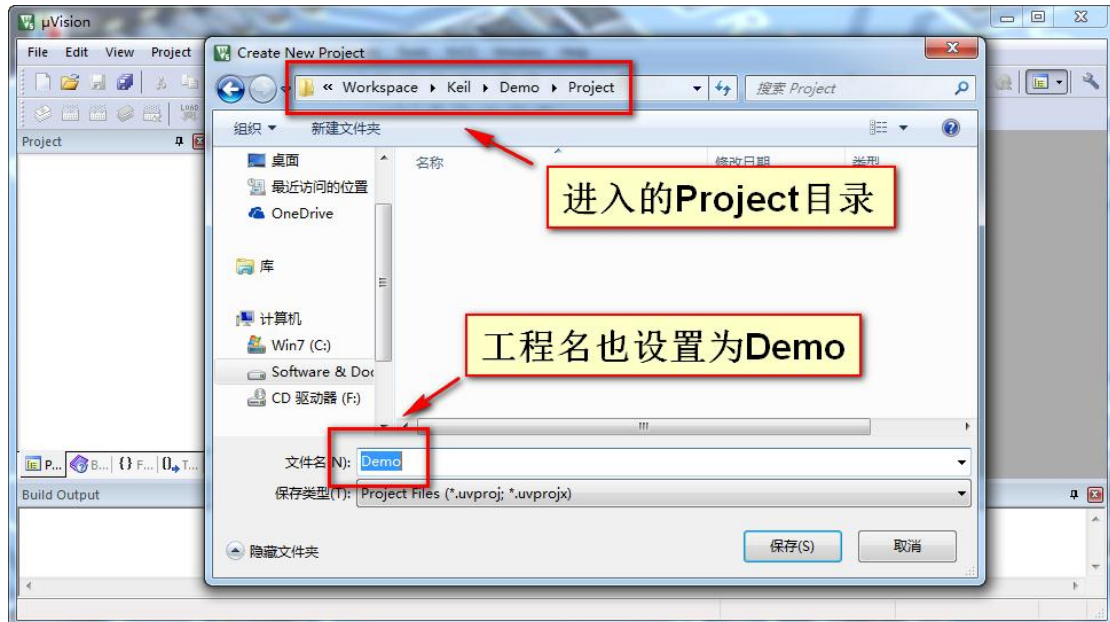 µVision
File Edit View Project
Create New Project
« Workspace Keil Demo Project
搜索 Project
组织 新建文件夹
Project
桌面
最近访问的位置
OneDrive
库
计算机
Win7 (C:)
Software & Doc
CD 驱动器 (F:)
名称 修改日期 类型
进入的Project目录
工程名也设置为Demo
文件名(N): Demo
保存类型(T): Project Files (*.uvproj; *.uvprojx)
P... B... {} F... T...
Build Output
隐藏文件夹
保存(S) 取消